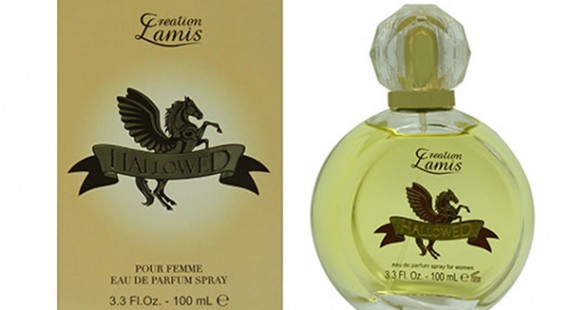 Creation
Lamis
HALLOWED
POUR FEMME
EAU DE PARFUM SPRAY
3.3 Fl.Oz. - 100 mL ℮
Creation
Lamis
HALLOWED
eau de parfum spray for women
3.3 Fl. Oz. - 100 mL ℮